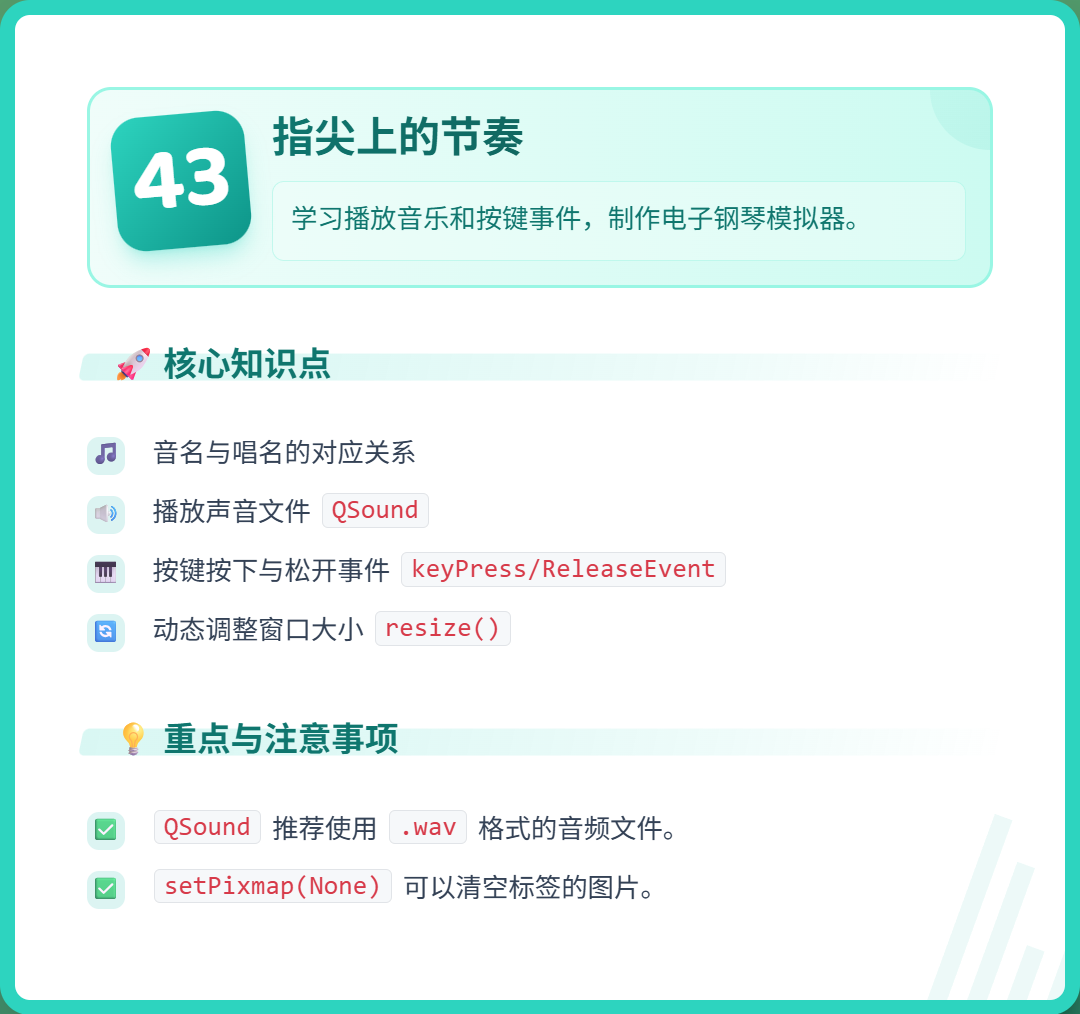 43
指尖上的节奏
学习播放音乐和按键事件，制作电子钢琴模拟器。
核心知识点
音名与唱名的对应关系
播放声音文件 QSound
按键按下与松开事件 keyPress/ReleaseEvent
动态调整窗口大小 resize()
重点与注意事项
QSound 推荐使用 .wav 格式的音频文件。
setPixmap(None) 可以清空标签的图片。